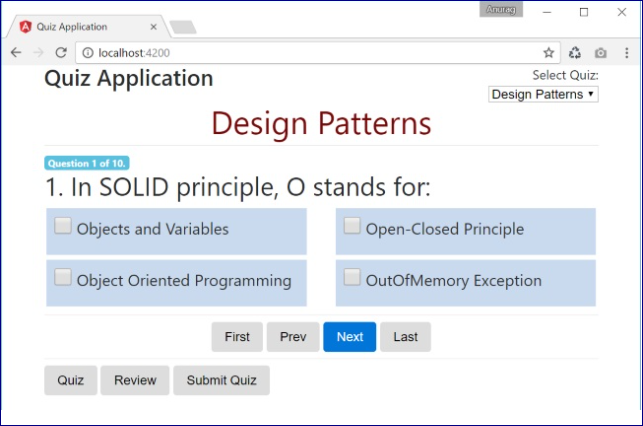 Anurag
Quiz Application
localhost:4200
Quiz Application
Select Quiz:
Design Patterns
Design Patterns
Question 1 of 10.
1. In SOLID principle, O stands for:
Objects and Variables
Open-Closed Principle
Object Oriented Programming
OutOfMemory Exception
First Prev Next Last
Quiz Review Submit Quiz